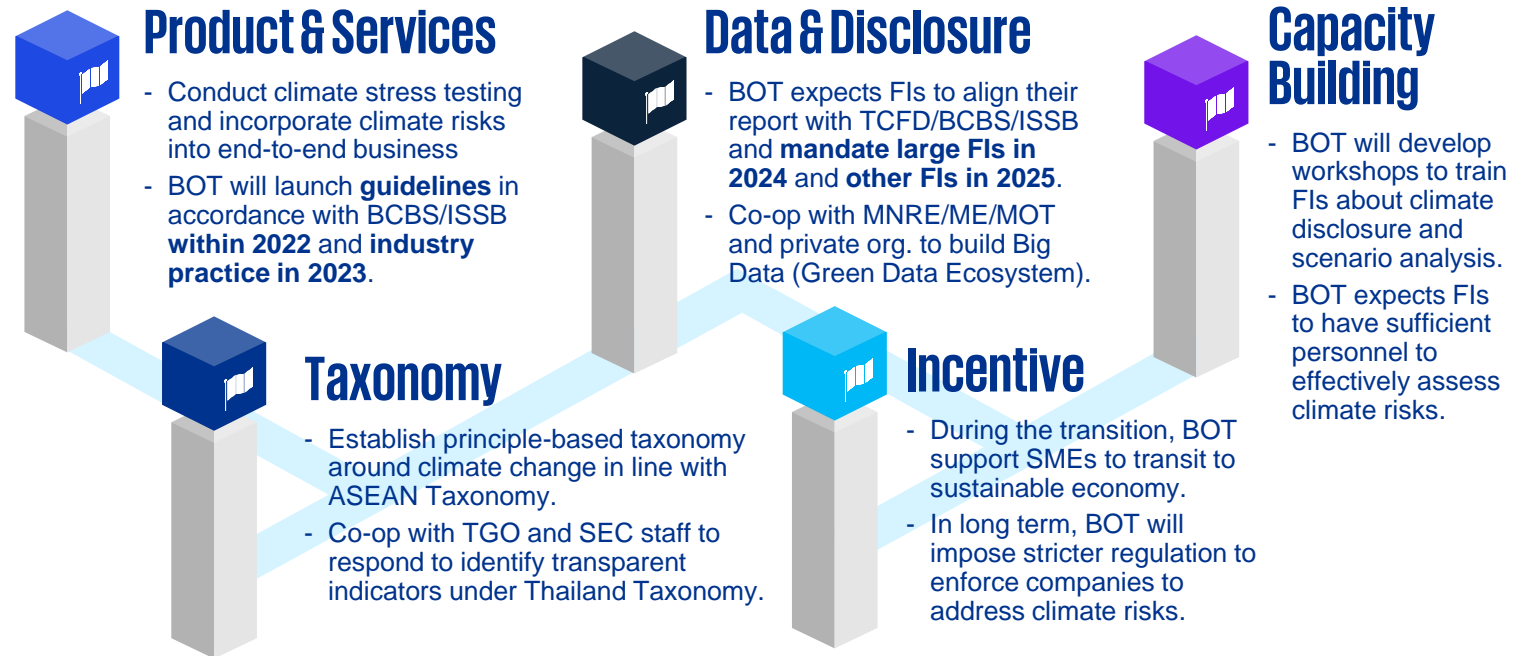 Product & Services
- Conduct climate stress testing
and incorporate climate risks
into end-to-end business
- BOT will launch guidelines in
accordance with BCBS/ISSB
within 2022 and industry
practice in 2023.
Taxonomy
- Establish principle-based taxonomy
around climate change in line with
ASEAN Taxonomy.
- Co-op with TGO and SEC staff to
respond to identify transparent
indicators under Thailand Taxonomy.
Data & Disclosure
- BOT expects FIs to align their
report with TCFD/BCBS/ISSB
and mandate large FIs in
2024 and other FIs in 2025.
- Co-op with MNRE/ME/MOT
and private org. to build Big
Data (Green Data Ecosystem).
Incentive
- During the transition, BOT
support SMEs to transit to
sustainable economy.
- In long term, BOT will
impose stricter regulation to
enforce companies to
address climate risks.
Capacity
Building
- BOT will develop
workshops to train
FIs about climate
disclosure and
scenario analysis.
- BOT expects FIs
to have sufficient
personnel to
effectively assess
climate risks.